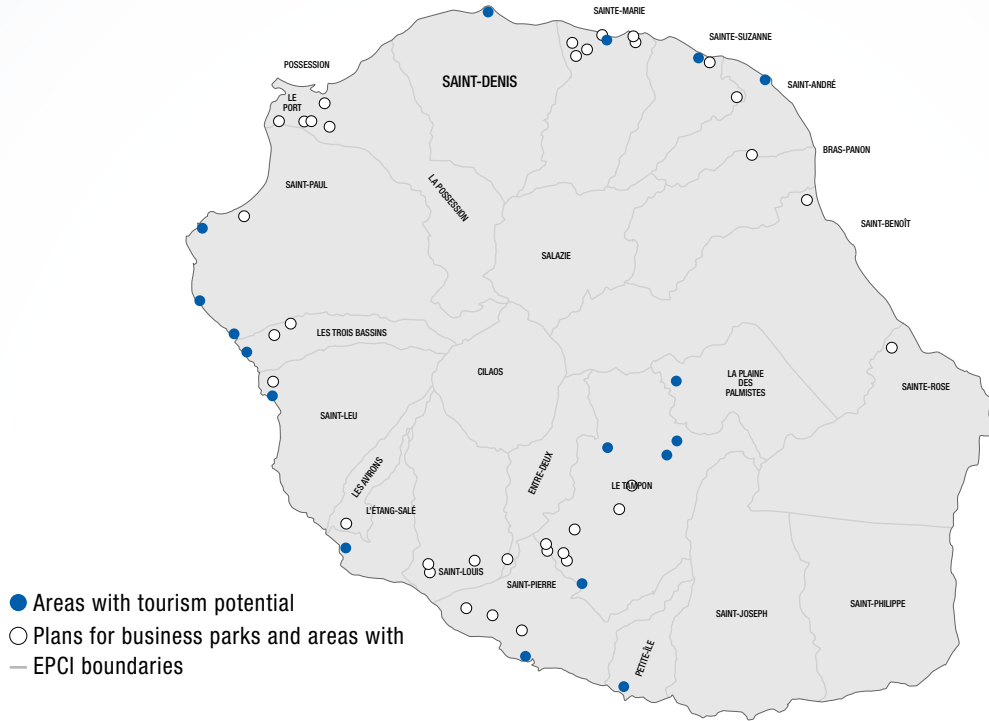 SAINTE-MARIE
SAINTE-SUZANNE
POSSESSION
SAINT-DENIS
SAINT-ANDRÉ
LE
PORT
BRAS-PANON
SAINT-PAUL
LA POSSESSION
SAINT-BENOÎT
SALAZIE
LES TROIS BASSINS
CILAOS
LA PLAINE
DES
PALMISTES
SAINTE-ROSE
SAINT-LEU
LES AVIRONS
ENTRE-DEUX
LE TAMPON
L'ÉTANG-SALÉ
SAINT-LOUIS
SAINT-PIERRE
SAINT-JOSEPH
SAINT-PHILIPPE
PETITE-ÎLE
Areas with tourism potential
Plans for business parks and areas with
EPCI boundaries